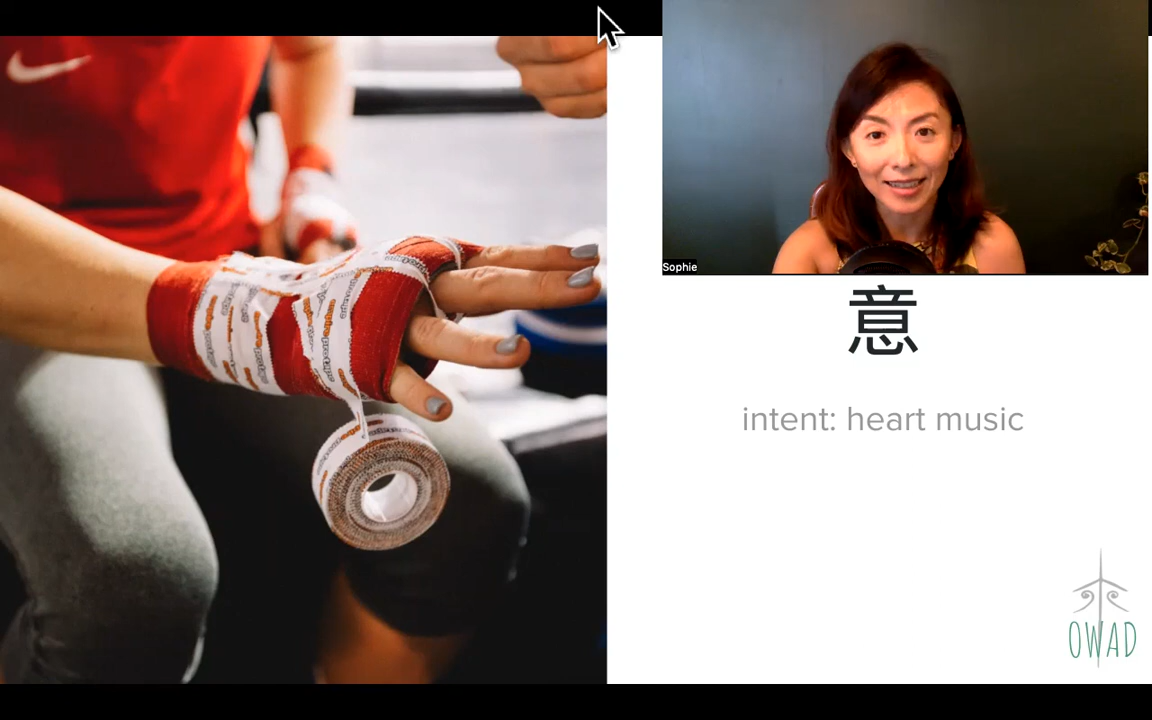 Sophie
意
intent: heart music
OWAD